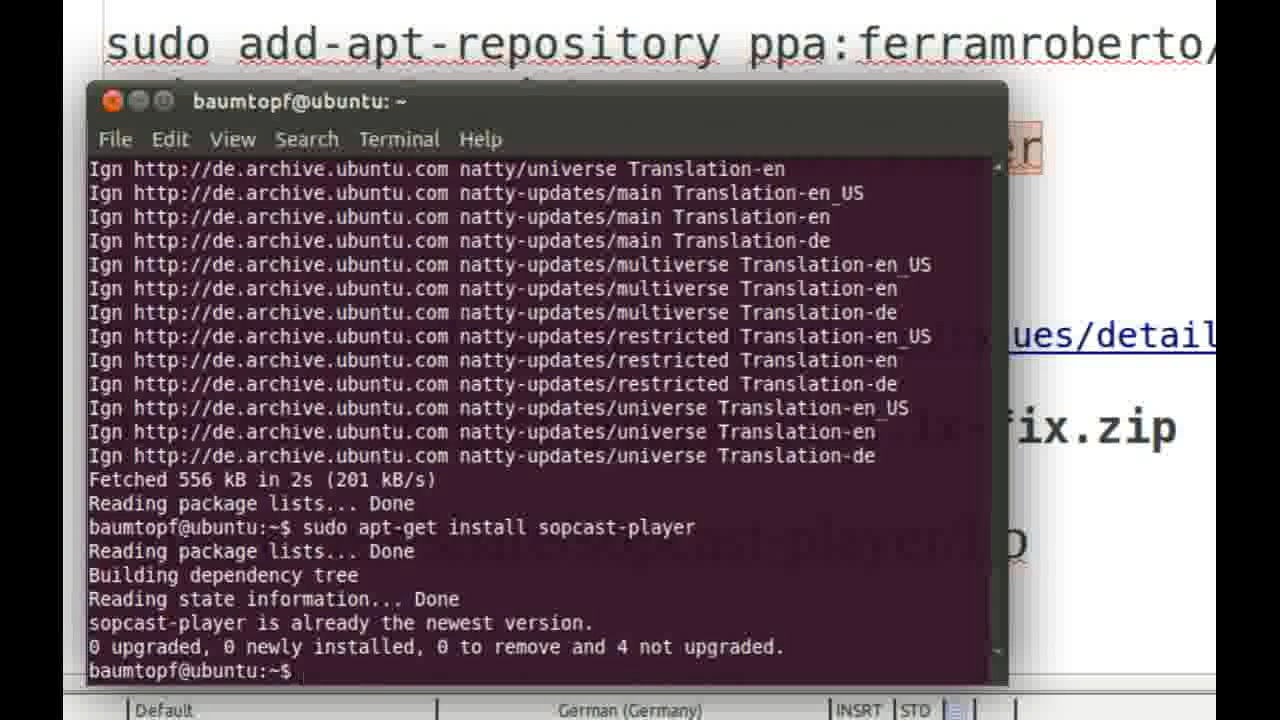 sudo add-apt-repository ppa:ferramroberto/
baumtopf@ubuntu: ~
File Edit View Search Terminal Help
er
Ign http://de.archive.ubuntu.com natty/universe Translation-en
Ign http://de.archive.ubuntu.com natty-updates/main Translation-en_US
Ign http://de.archive.ubuntu.com natty-updates/main Translation-en
Ign http://de.archive.ubuntu.com natty-updates/main Translation-de
Ign http://de.archive.ubuntu.com natty-updates/multiverse Translation-en_US
Ign http://de.archive.ubuntu.com natty-updates/multiverse Translation-en
Ign http://de.archive.ubuntu.com natty-updates/multiverse Translation-de
Ign http://de.archive.ubuntu.com natty-updates/restricted Translation-en_US
ues/detail
Ign http://de.archive.ubuntu.com natty-updates/restricted Translation-en
Ign http://de.archive.ubuntu.com natty-updates/restricted Translation-de
Ign http://de.archive.ubuntu.com natty-updates/universe Translation-en_US
Ign http://de.archive.ubuntu.com natty-updates/universe Translation-en
fix.zip
Ign http://de.archive.ubuntu.com natty-updates/universe Translation-de
Fetched 556 kB in 2s (201 kB/s)
Reading package lists... Done
baumtopf@ubuntu:~$ sudo apt-get install sopcast-player
Reading package lists... Done
Building dependency tree
Reading state information... Done
sopcast-player is already the newest version.
0 upgraded, 0 newly installed, 0 to remove and 4 not upgraded.
baumtopf@ubuntu:~$
Default German (Germany) INSRT STD